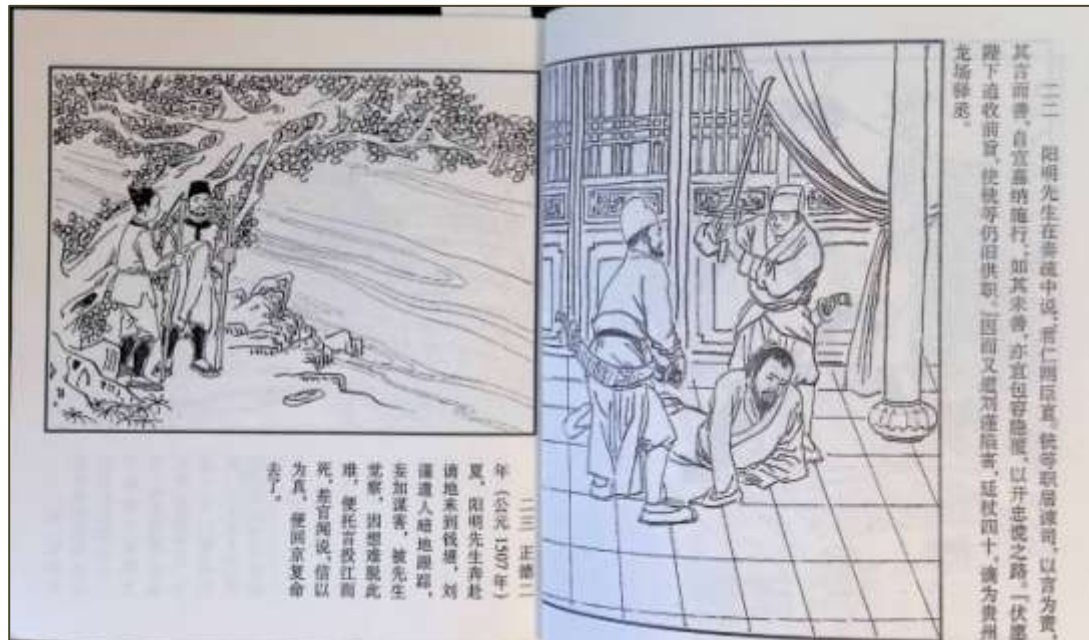 二二 阳明先生在奏疏中说,“君仁则臣直。铣等职居谏司,以言为责,
其言而善,自宜嘉纳施行,如其未善,亦宜包容隐覆,以开忠谠之路。“伏愿
陛下追收前旨,使铣等仍旧供职。”因而又遭刘瑾陷害,廷杖四十,谪为贵州
龙场驿丞。
二三 正德二
年(公元1507年)
夏,阳明先生奔赴
谪地来到钱塘,刘
瑾遣人暗地跟踪,
妄加谋害,被先生
觉察,因想难脱此
难,便托言投江而
死,差官闻说,信以
为真,便回京复命
去了。